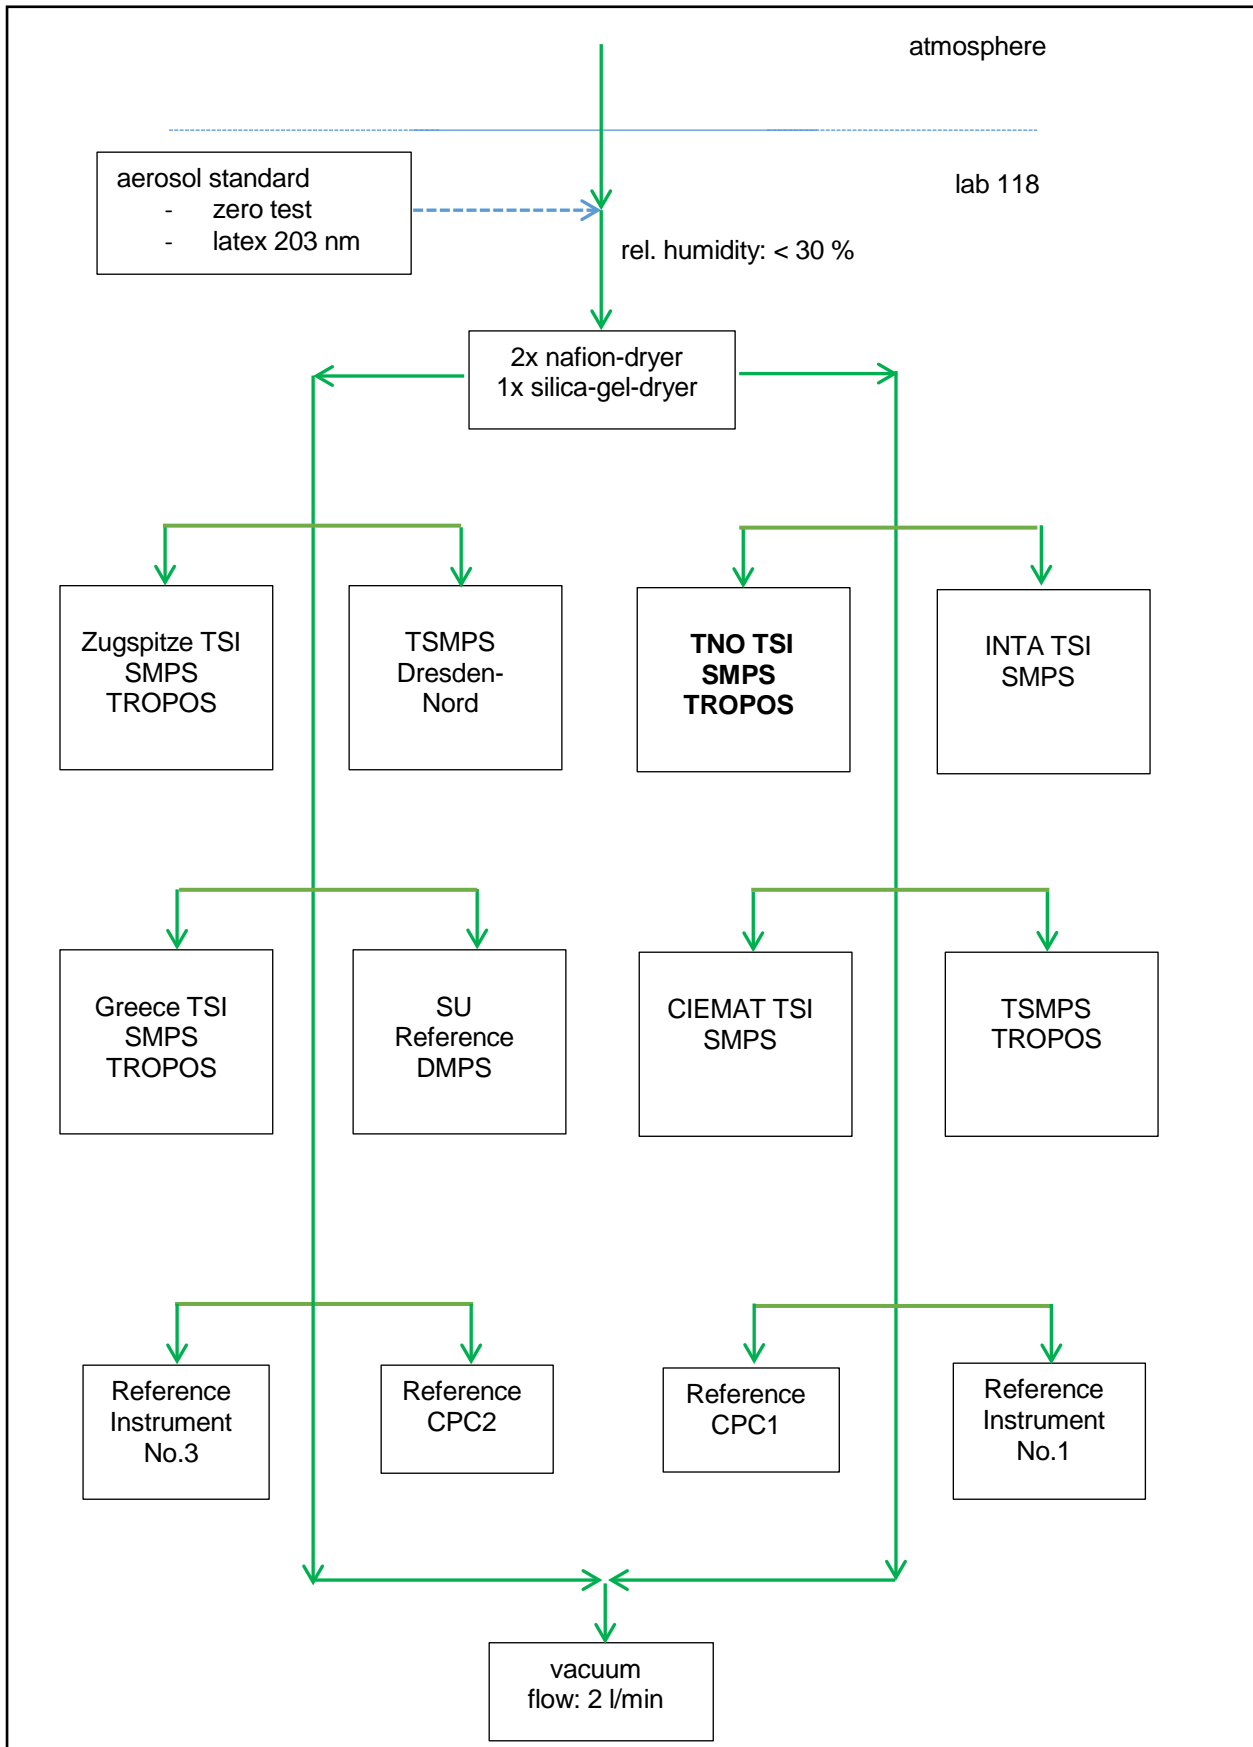 atmosphere
aerosol standard
- zero test
- latex 203 nm
lab 118
rel. humidity: < 30 %
2x nafion-dryer
1x silica-gel-dryer
Zugspitze TSI
SMPS
TROPOS
TSMPS
Dresden-
Nord
TNO TSI
SMPS
TROPOS
INTA TSI
SMPS
Greece TSI
SMPS
TROPOS
SU
Reference
DMPS
CIEMAT TSI
SMPS
TSMPS
TROPOS
Reference
Instrument
No.3
Reference
CPC2
Reference
CPC1
Reference
Instrument
No.1
vacuum
flow: 2 l/min